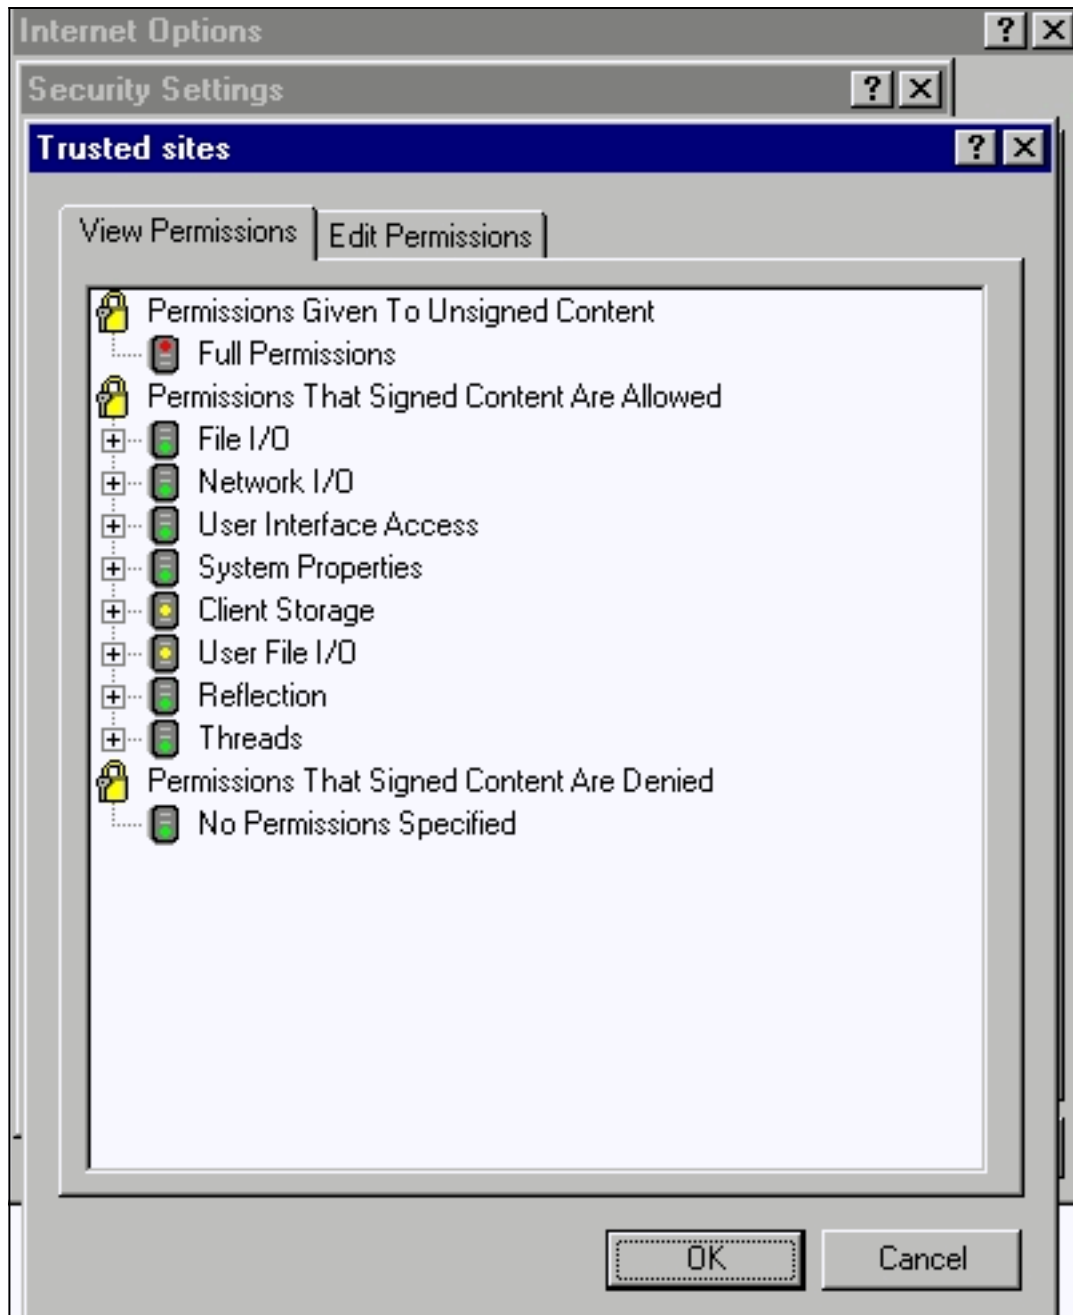 Internet Options
Security Settings
Trusted sites
View Permissions
Edit Permissions
Permissions Given To Unsigned Content
Full Permissions
Permissions That Signed Content Are Allowed
File I/O
Network I/O
User Interface Access
System Properties
Client Storage
User File I/O
Reflection
Threads
Permissions That Signed Content Are Denied
No Permissions Specified
OK
Cancel